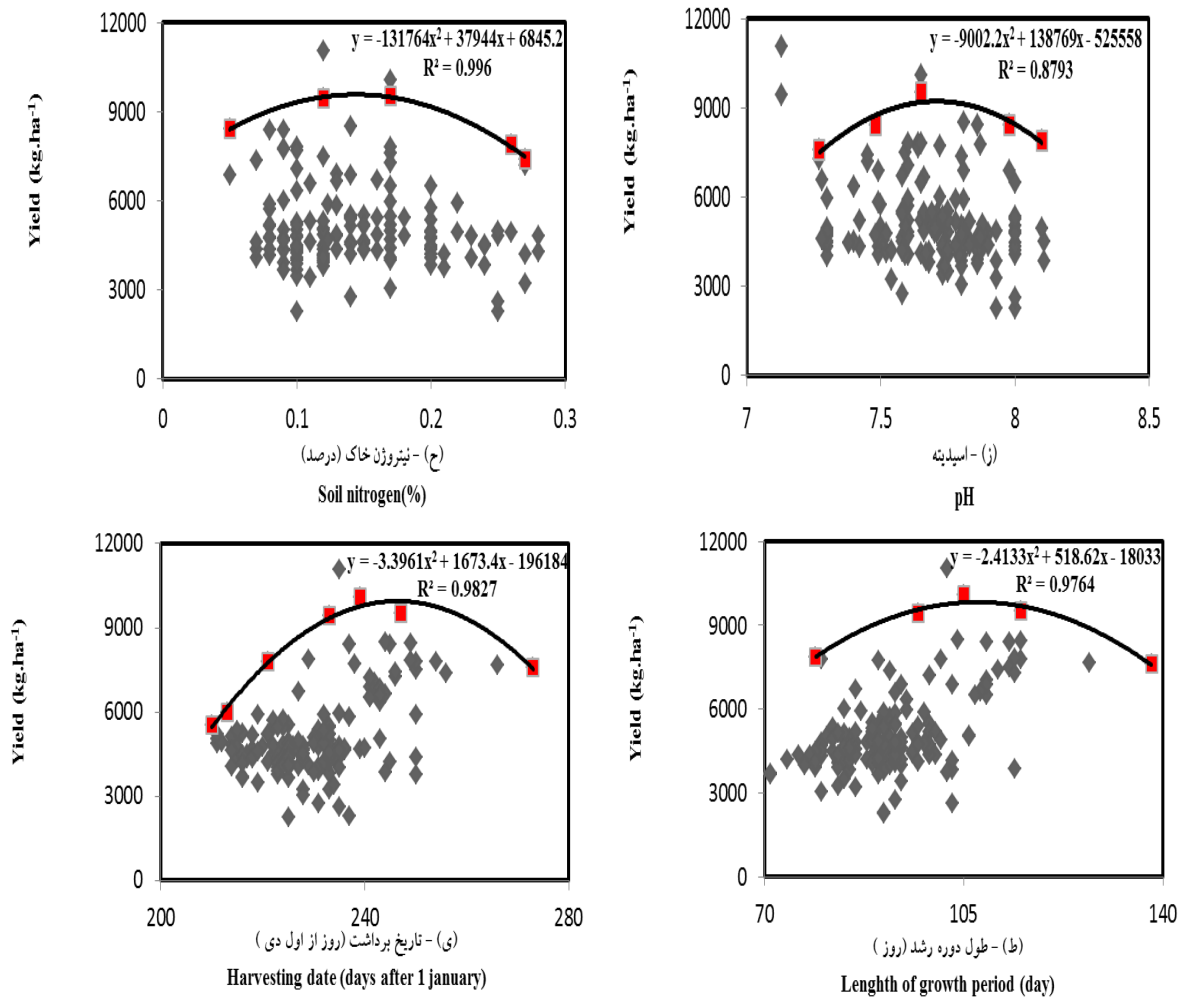 12000
9000
6000
3000
0
Yield (kg.ha⁻¹)
y = -131764x² + 37944x + 6845.2
R² = 0.996
0
0.1
0.2
0.3
(ح) - نیتروژن خاک (درصد)
Soil nitrogen(%)
12000
9000
6000
3000
0
Yield (kg.ha⁻¹)
y = -9002.2x² + 138769x - 525558
R² = 0.8793
7
7.5
8
8.5
(ز) - اسیدیته
pH
12000
9000
6000
3000
0
Yield (kg.ha⁻¹)
y = -3.3961x² + 1673.4x - 196184
R² = 0.9827
200
240
280
(ی) - تاریخ برداشت (روز از اول دی )
Harvesting date (days after 1 january)
12000
9000
6000
3000
0
Yield (kg.ha⁻¹)
y = -2.4133x² + 518.62x - 18033
R² = 0.9764
70
105
140
(ط) - طول دوره رشد (روز )
Lenghth of growth period (day)